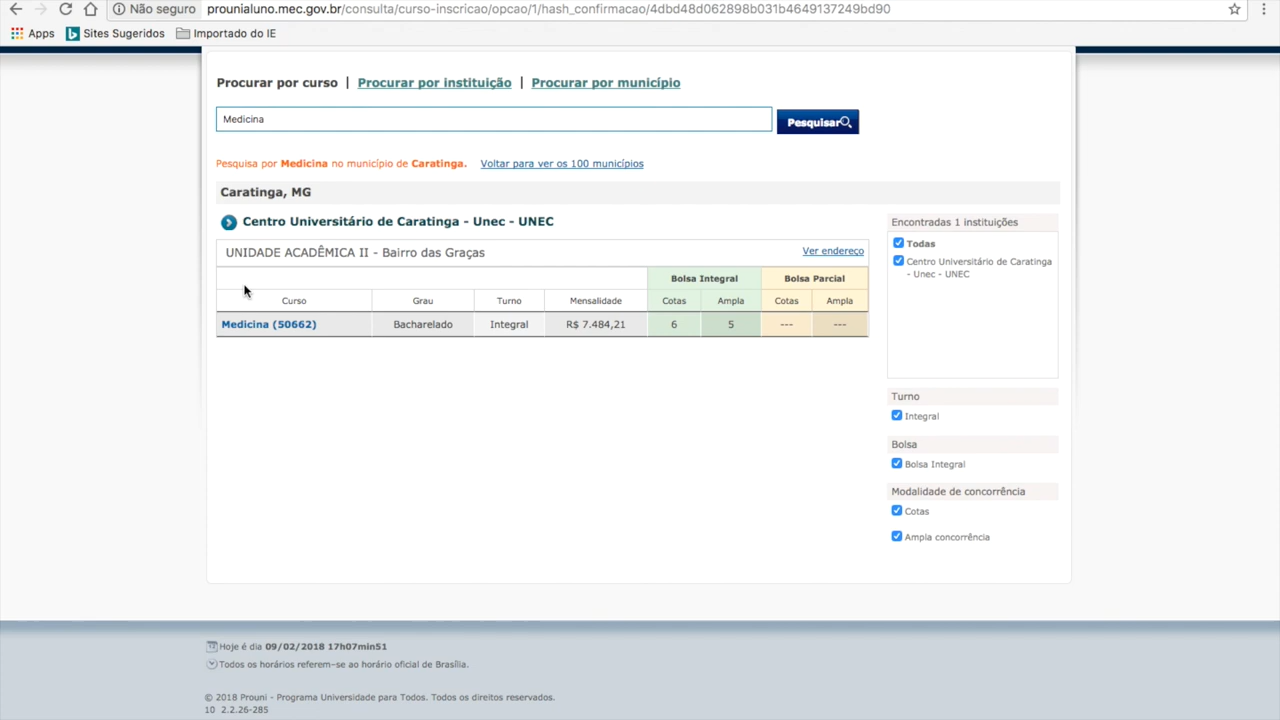 Não seguro prounialuno.mec.gov.br/consulta/curso-inscricao/opcao/1/hash_confirmacao/4dbd48d062898b031b4649137249bd90
Apps Sites Sugeridos Importado do IE
Procurar por curso | Procurar por instituição | Procurar por município
Medicina Pesquisar
Pesquisa por Medicina no município de Caratinga. Voltar para ver os 100 municípios
Caratinga, MG
Centro Universitário de Caratinga - Unec - UNEC
UNIDADE ACADÊMICA II - Bairro das Graças Ver endereço
Bolsa Integral Bolsa Parcial
Curso Grau Turno Mensalidade Cotas Ampla Cotas Ampla
Medicina (50662) Bacharelado Integral R$ 7.484,21 6 5 --- ---
Encontradas 1 instituições
Todas
Centro Universitário de Caratinga
- Unec - UNEC
Turno
Integral
Bolsa
Bolsa Integral
Modalidade de concorrência
Cotas
Ampla concorrência
Hoje é dia 09/02/2018 17h07min51
Todos os horários referem-se ao horário oficial de Brasília.
© 2018 Prouni - Programa Universidade para Todos. Todos os direitos reservados.
10 2.2.26-285